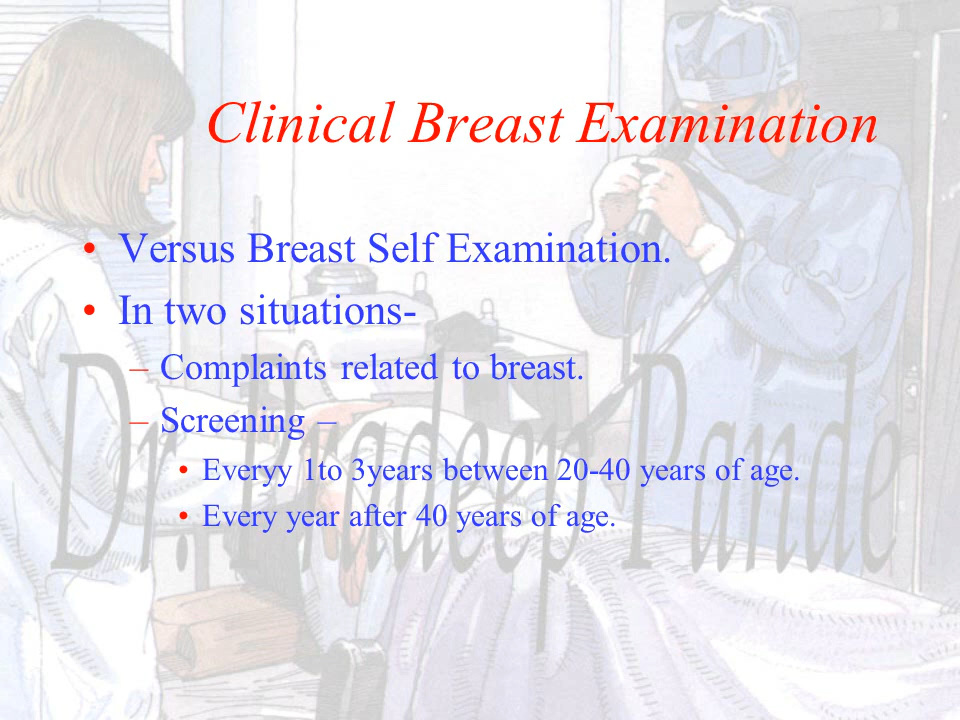 Clinical Breast Examination
• Versus Breast Self Examination.
• In two situations-
– Complaints related to breast.
– Screening –
• Everyy 1to 3years between 20-40 years of age.
• Every year after 40 years of age.
Dr. Pradeep Pande